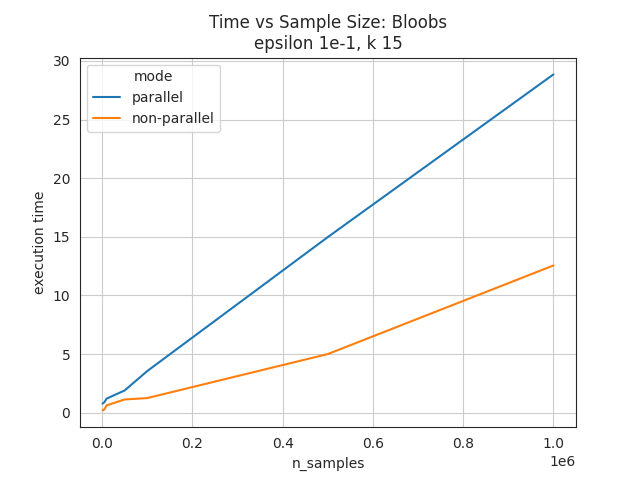 Time vs Sample Size: Bloobs
epsilon 1e-1, k 15
mode
parallel
non-parallel
30
25
20
15
10
5
0
execution time
0.0 0.2 0.4 0.6 0.8 1.0
1e6
n_samples